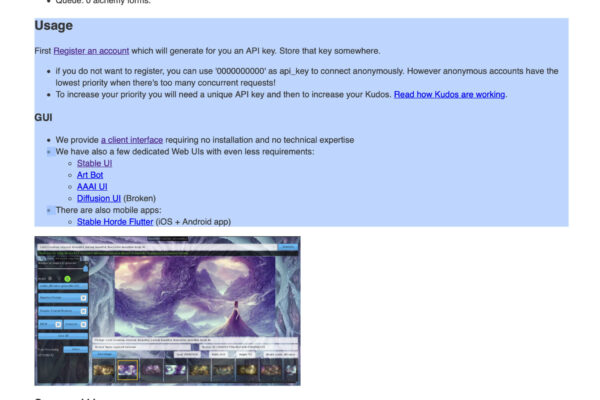 Queue: 0 alchemy forms.
Usage
First Register an account which will generate for you an API key. Store that key somewhere.
if you do not want to register, you can use '0000000000' as api_key to connect anonymously. However anonymous accounts have the
lowest priority when there's too many concurrent requests!
To increase your priority you will need a unique API key and then to increase your Kudos. Read how Kudos are working.
GUI
We provide a client interface requiring no installation and no technical expertise
We have also a few dedicated Web UIs with even less requirements:
Stable UI
Art Bot
AAAI UI
Diffusion UI (Broken)
There are also mobile apps:
Stable Horde Flutter (iOS + Android app)